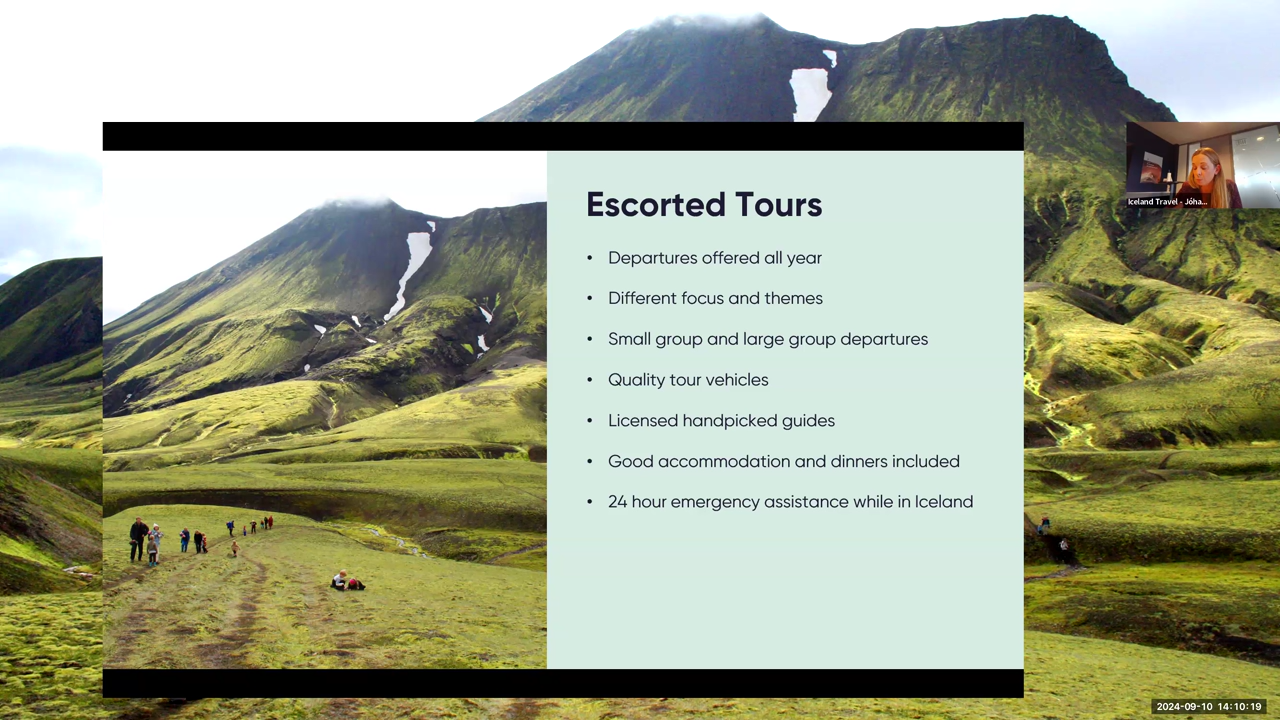 Escorted Tours
• Departures offered all year
• Different focus and themes
• Small group and large group departures
• Quality tour vehicles
• Licensed handpicked guides
• Good accommodation and dinners included
• 24 hour emergency assistance while in Iceland
Iceland Travel - Jóha...
2024-09-10 14:10:19